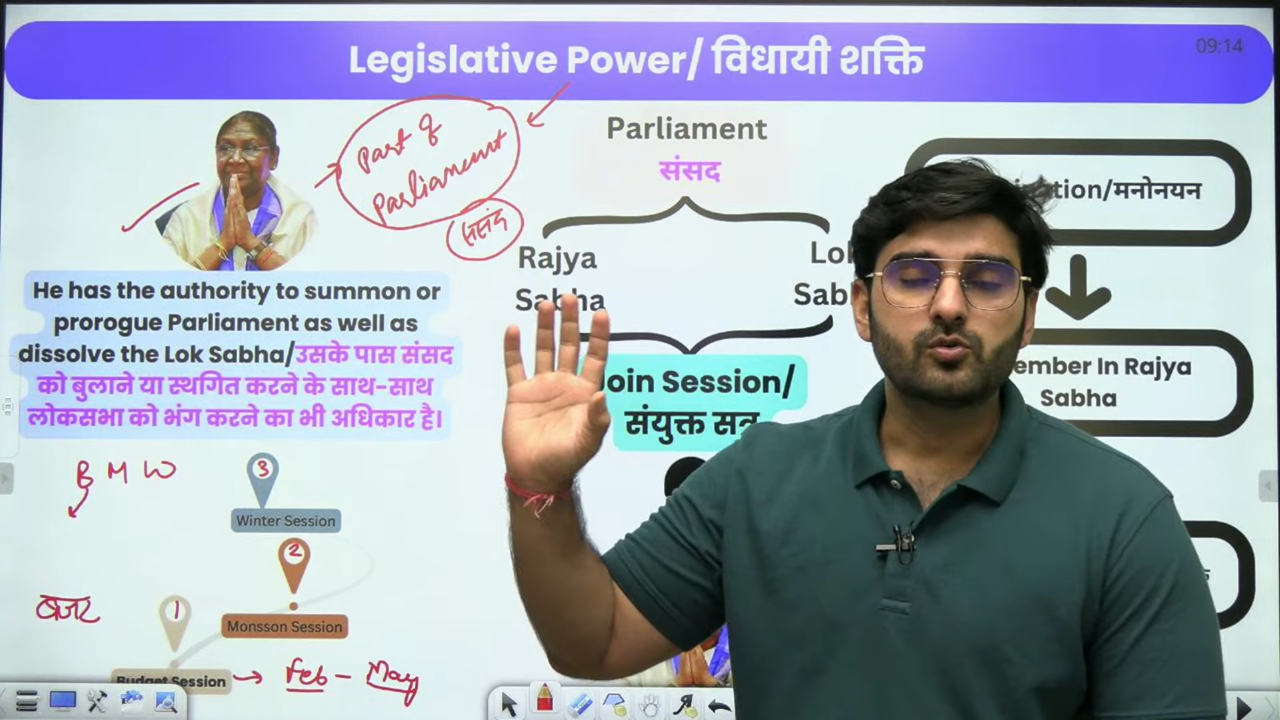 Legislative Power/ विधायी शक्ति
09:14
Part of
Parliament
संसद
Parliament
संसद
Rajya
Sabha
Lok
Sab
/मनोनयन
He has the authority to summon or
prorogue Parliament as well as
dissolve the Lok Sabha/उसके पास संसद
को बुलाने या स्थगित करने के साथ-साथ
लोकसभा को भंग करने का भी अधिकार है।
oin Session/
संयुक्त सत्र
ember In Rajya
Sabha
B M W
3
Winter Session
2
Monsson Session
बजट
1
Budget Session → Feb - May